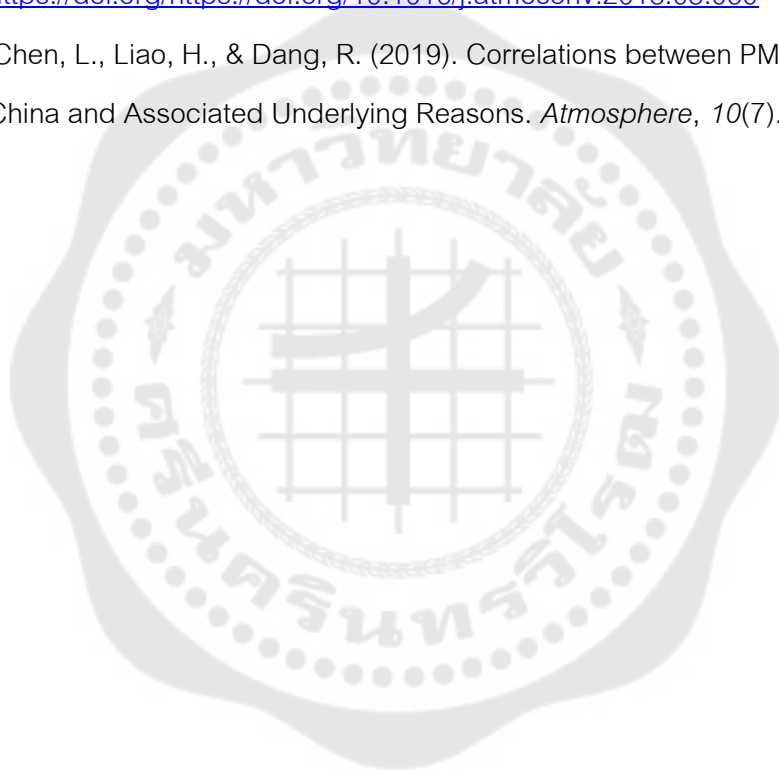 Chen, L., Liao, H., & Dang, R. (2019). Correlations between PM
China and Associated Underlying Reasons. Atmosphere, 10(7).
มหาวิทยาลัย
ศรีนครินทรวิโรฒ